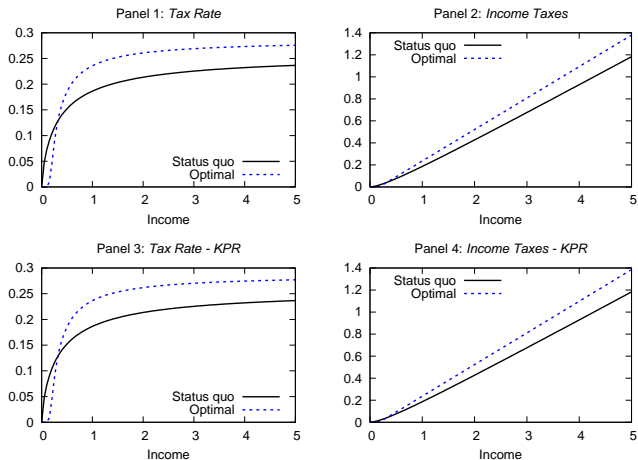 Panel 1: Tax Rate
0.3
0.25
0.2
0.15
0.1
0.05
0
Status quo
Optimal
0 1 2 3 4 5
Income
Panel 2: Income Taxes
1.4
1.2
1
0.8
0.6
0.4
0.2
0
Status quo
Optimal
0 1 2 3 4 5
Income
Panel 3: Tax Rate - KPR
0.3
0.25
0.2
0.15
0.1
0.05
0
Status quo
Optimal
0 1 2 3 4 5
Income
Panel 4: Income Taxes - KPR
1.4
1.2
1
0.8
0.6
0.4
0.2
0
Status quo
Optimal
0 1 2 3 4 5
Income